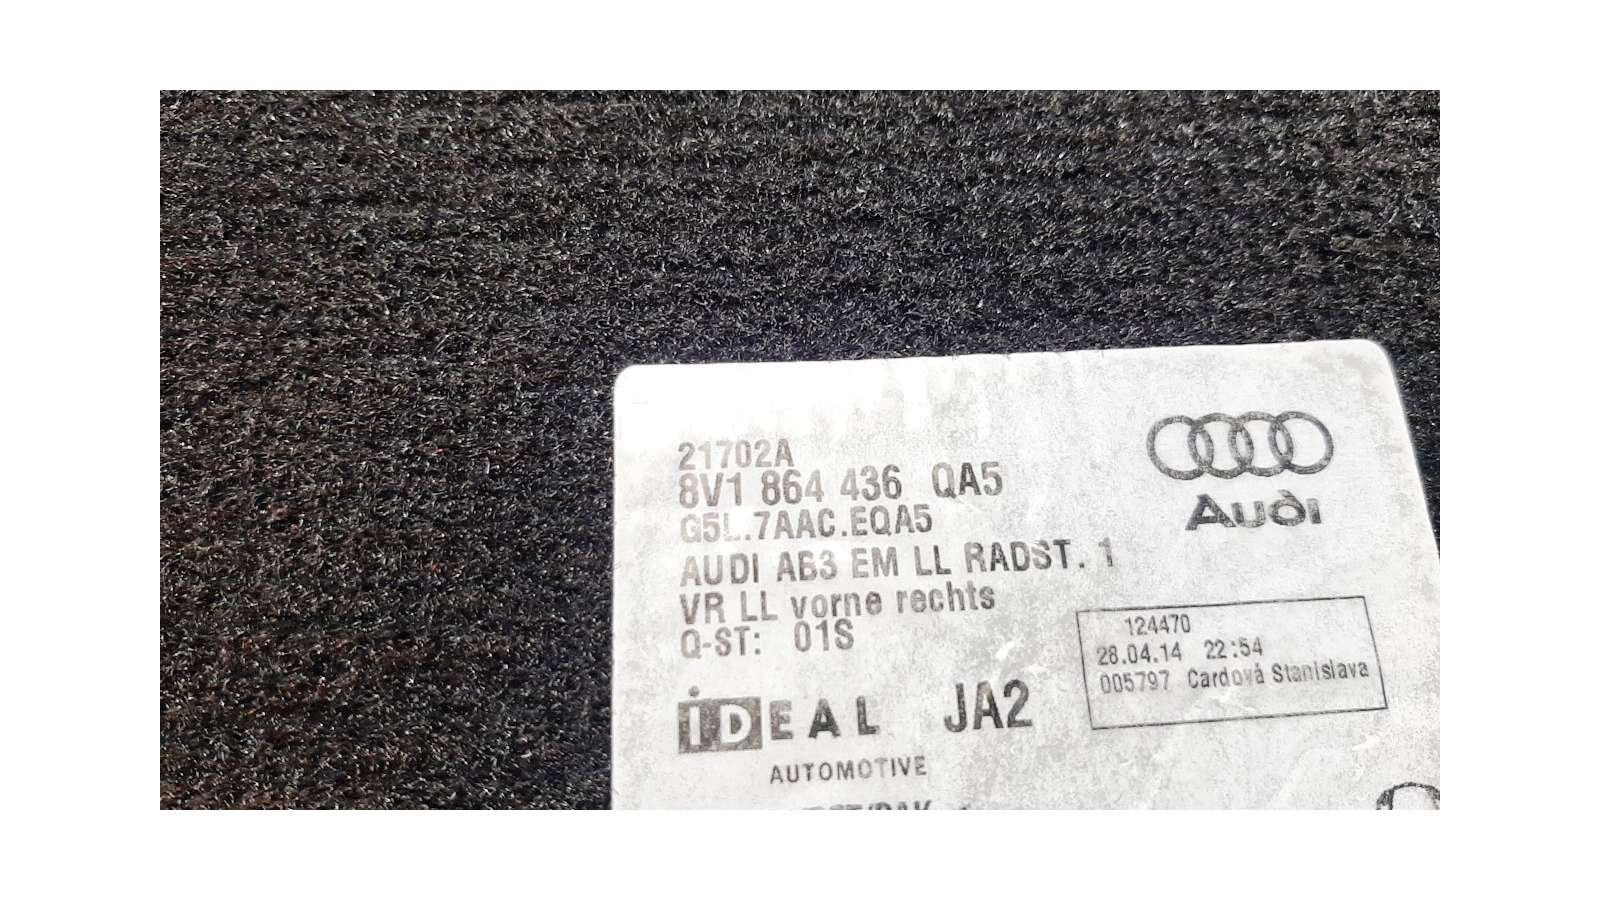 21702A
8V1 864 436 QA5
G5L.7AAC.EQA5
AUDI AB3 EM LL RADST. 1
VR LL vorne rechts
Q-ST: 01S
Audi
124470
28.04.14 22:54
005797 Cardová Stanislava
iDEAL JA2
AUTOMOTIVE